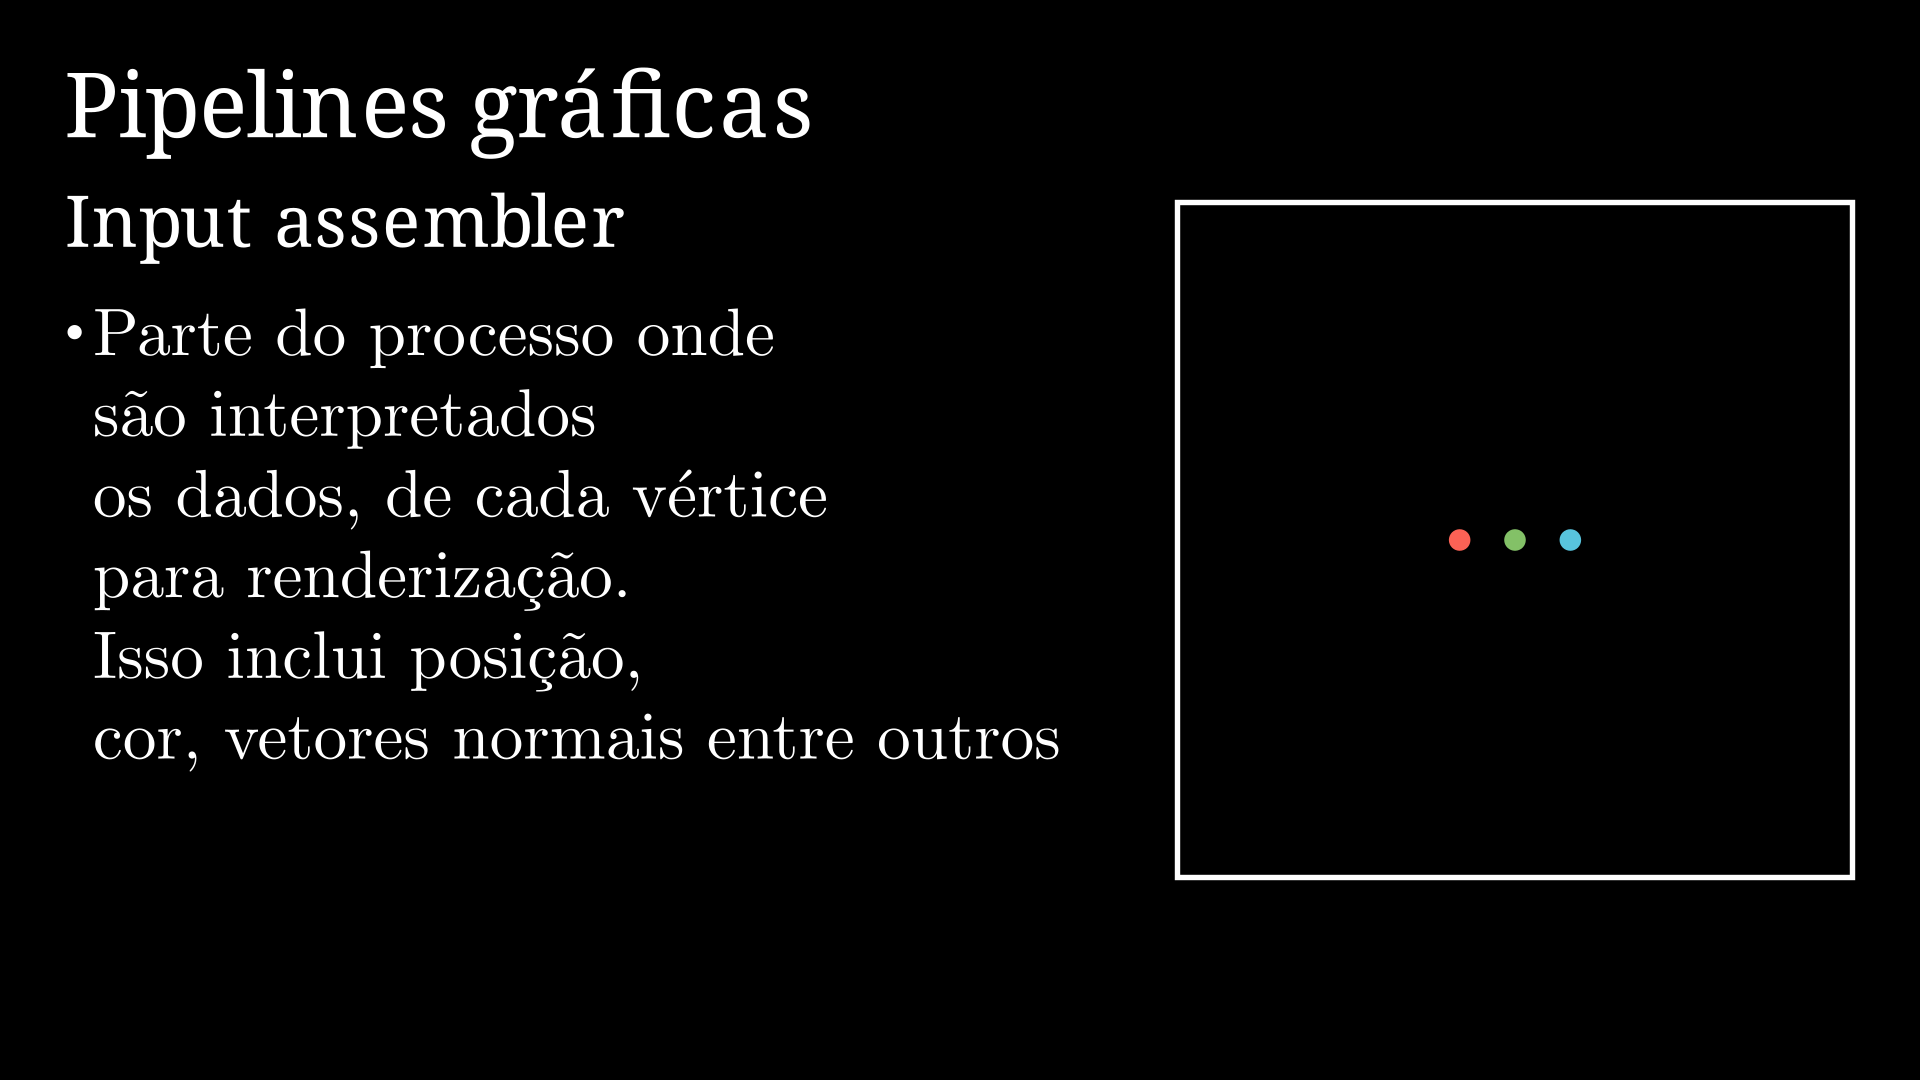 Pipelines gráficas
Input assembler
• Parte do processo onde
são interpretados
os dados, de cada vértice
para renderização.
Isso inclui posição,
cor, vetores normais entre outros